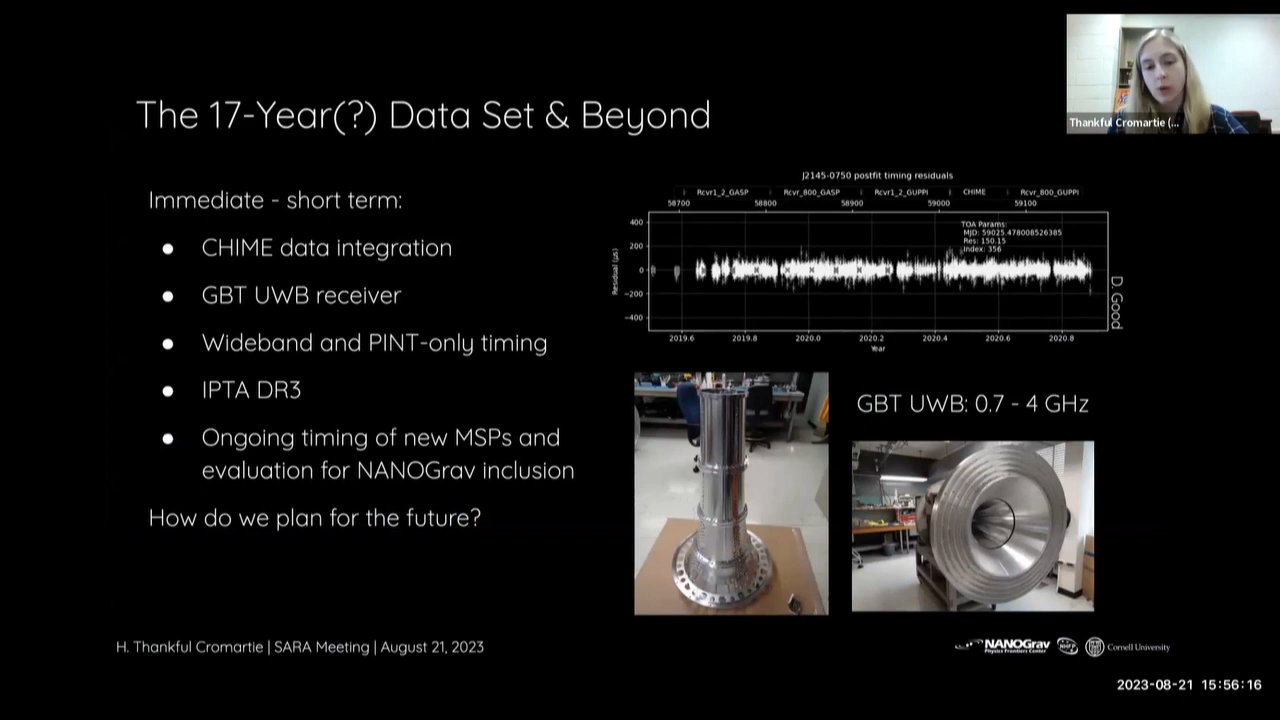 Thankful Cromartie (...
The 17-Year(?) Data Set & Beyond
Immediate - short term:
● CHIME data integration
● GBT UWB receiver
● Wideband and PINT-only timing
● IPTA DR3
● Ongoing timing of new MSPs and
evaluation for NANOGrav inclusion
How do we plan for the future?
J2145-0750 postfit timing residuals
Rcvr1_2_GASP Rcvr_800_GASP Rcvr1_2_GUPPI CHIME Rcvr_800_GUPPI
58700 58800 58900 59000 59100
TOA Params:
MJD: 59025.478008526385
Res: 150.15
Index: 356
400
200
0
−200
−400
Residual (μs)
2019.6 2019.8 2020.0 2020.2 2020.4 2020.6 2020.8
Year
D. Good
GBT UWB: 0.7 - 4 GHz
H. Thankful Cromartie | SARA Meeting | August 21, 2023
NANOGrav
Physics Frontiers Center
Cornell University
2023-08-21 15:56:16